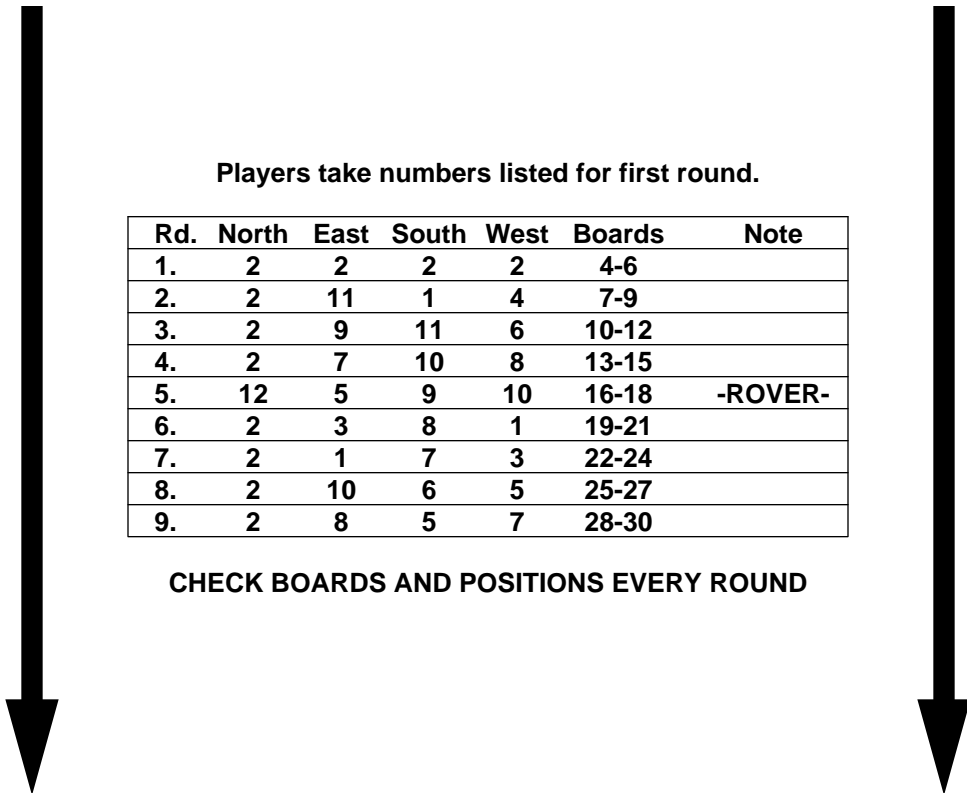 Players take numbers listed for first round.
Rd. North East South West Boards Note
1. 2 2 2 2 4-6
2. 2 11 1 4 7-9
3. 2 9 11 6 10-12
4. 2 7 10 8 13-15
5. 12 5 9 10 16-18 -ROVER-
6. 2 3 8 1 19-21
7. 2 1 7 3 22-24
8. 2 10 6 5 25-27
9. 2 8 5 7 28-30
CHECK BOARDS AND POSITIONS EVERY ROUND